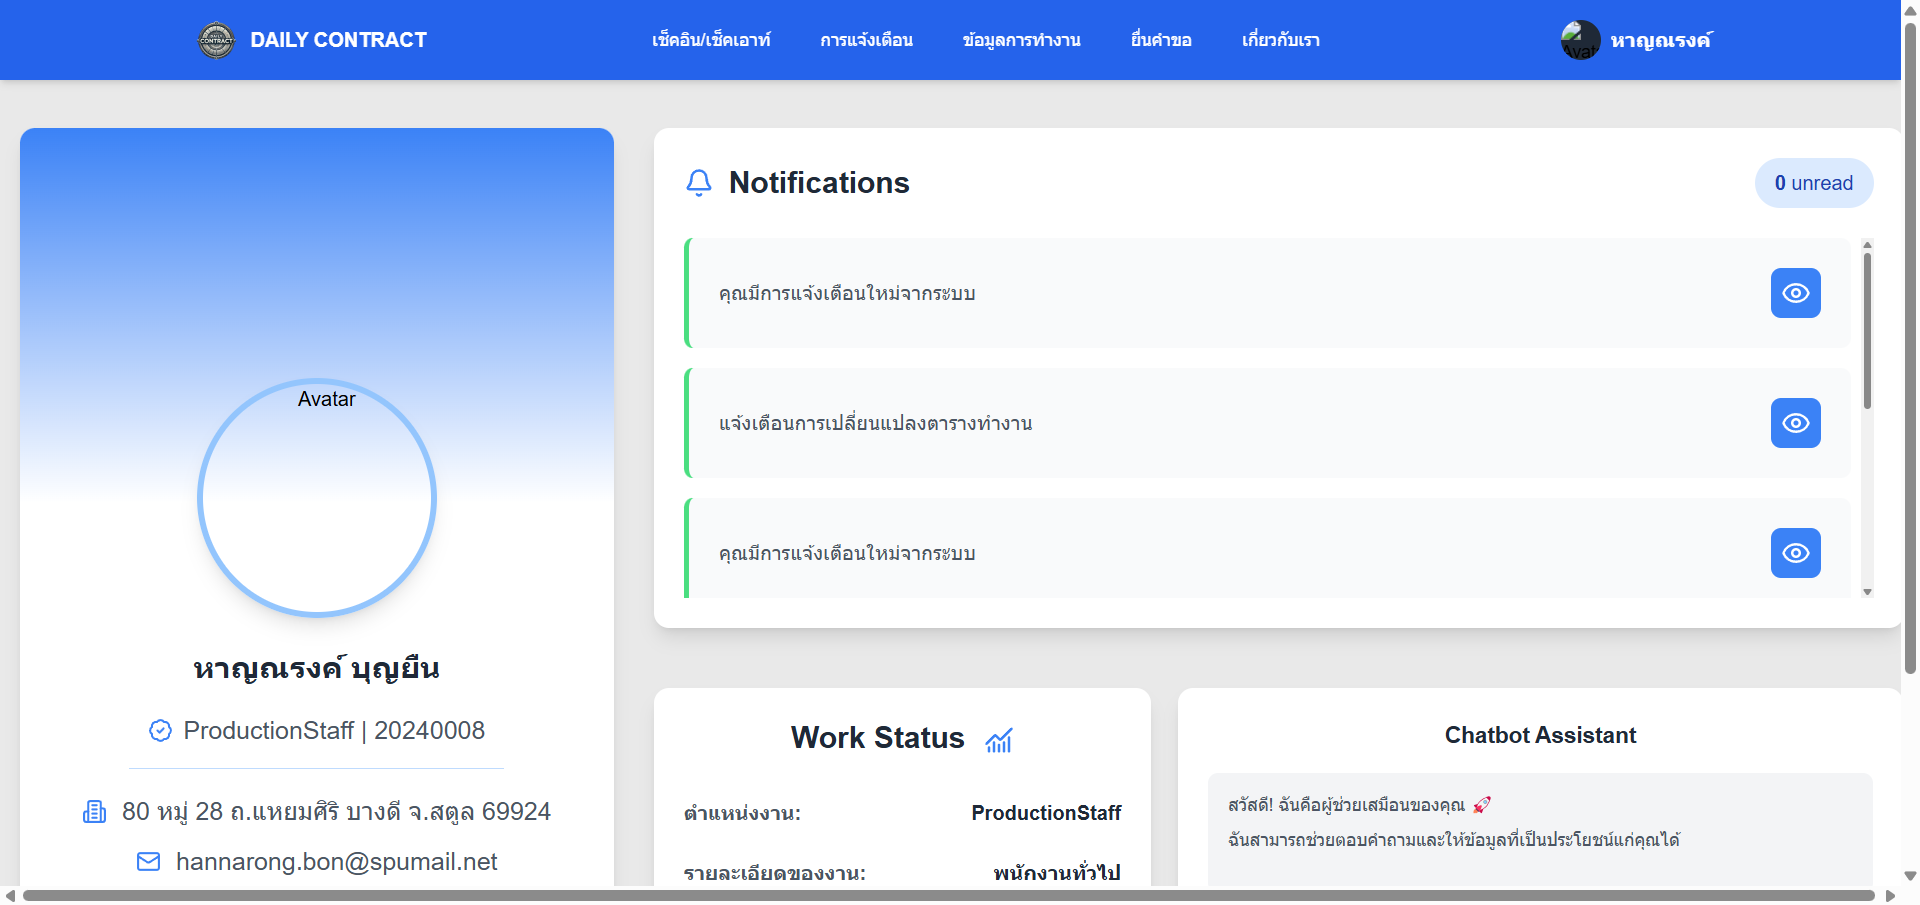 DAILY CONTRACT
เช็คอิน/เช็คเอาท์
การแจ้งเตือน
ข้อมูลการทำงาน
ยื่นคำขอ
เกี่ยวกับเรา
หาญณรงค์
Avatar
หาญณรงค์ บุญยืน
ProductionStaff | 20240008
80 หมู่ 28 ถ.แหยมศิริ บางดี จ.สตูล 69924
hannarong.bon@spumail.net
Notifications
0 unread
คุณมีการแจ้งเตือนใหม่จากระบบ
แจ้งเตือนการเปลี่ยนแปลงตารางทำงาน
คุณมีการแจ้งเตือนใหม่จากระบบ
Work Status
ตำแหน่งงาน: ProductionStaff
รายละเอียดของงาน: พนักงานทั่วไป
Chatbot Assistant
สวัสดี! ฉันคือผู้ช่วยเสมือนของคุณ 🚀
ฉันสามารถช่วยตอบคำถามและให้ข้อมูลที่เป็นประโยชน์แก่คุณได้